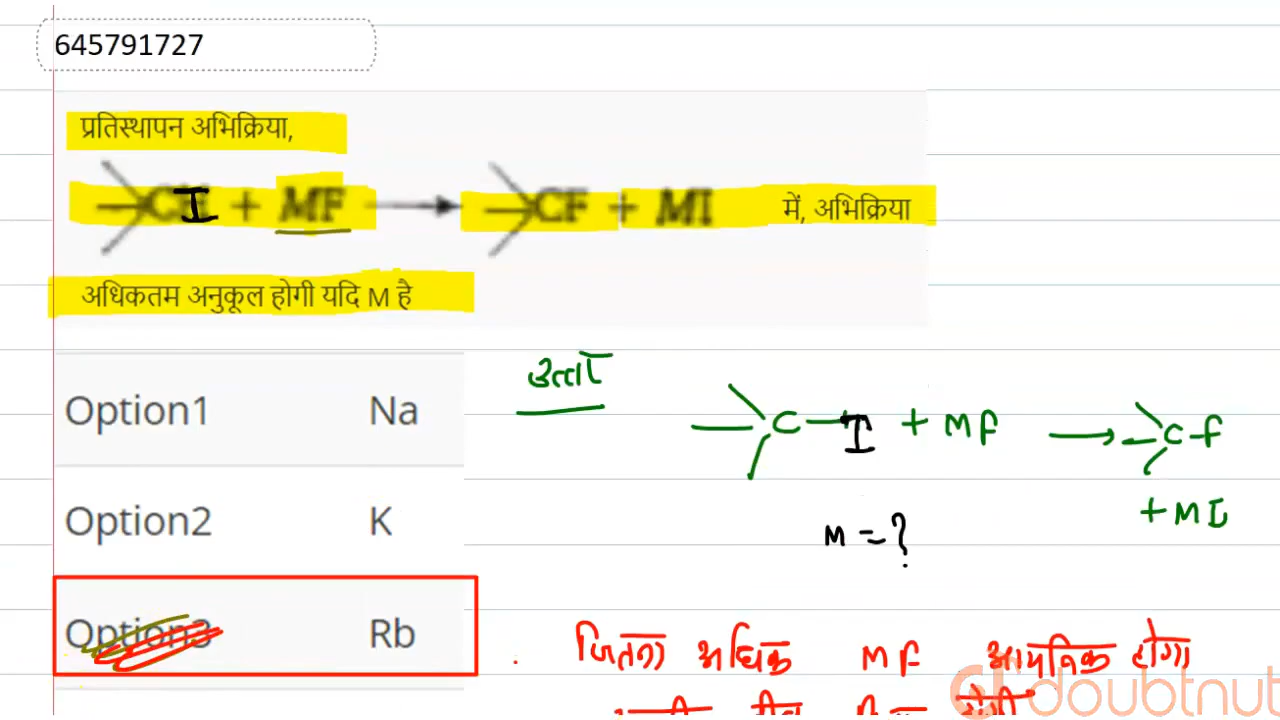 645791727
प्रतिस्थापन अभिक्रिया,
CI + MF → CF + MI में, अभिक्रिया
अधिकतम अनुकूल होगी यदि M है
उत्तर
C-I + MF → C-F
+ MI
Option1 Na
Option2 K
M = ?
Option3 Rb
जितना अधिक MF आयनिक होगा
doubtnut